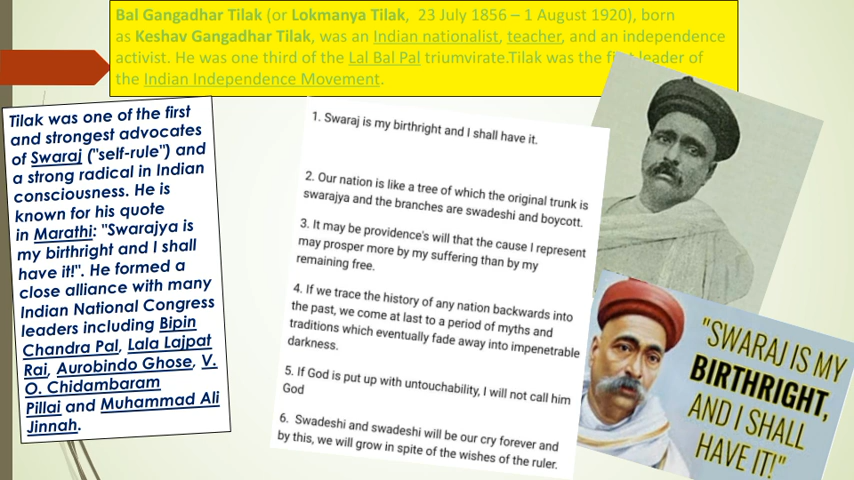 Bal Gangadhar Tilak (or Lokmanya Tilak, 23 July 1856 – 1 August 1920), born
as Keshav Gangadhar Tilak, was an Indian nationalist, teacher, and an independence
activist. He was one third of the Lal Bal Pal triumvirate.Tilak was the first leader of
the Indian Independence Movement.
Tilak was one of the first
and strongest advocates
of Swaraj ("self-rule") and
a strong radical in Indian
consciousness. He is
known for his quote
in Marathi: "Swarajya is
my birthright and I shall
have it!". He formed a
close alliance with many
Indian National Congress
leaders including Bipin
Chandra Pal, Lala Lajpat
Rai, Aurobindo Ghose, V.
O. Chidambaram
Pillai and Muhammad Ali
Jinnah.
1. Swaraj is my birthright and I shall have it.
2. Our nation is like a tree of which the original trunk is
swarajya and the branches are swadeshi and boycott.
3. It may be providence's will that the cause I represent
may prosper more by my suffering than by my
remaining free.
4. If we trace the history of any nation backwards into
the past, we come at last to a period of myths and
traditions which eventually fade away into impenetrable
darkness.
5. If God is put up with untouchability, I will not call him
God
6. Swadeshi and swadeshi will be our cry forever and
by this, we will grow in spite of the wishes of the ruler.
"SWARAJ IS MY
BIRTHRIGHT,
AND I SHALL
HAVE IT!"